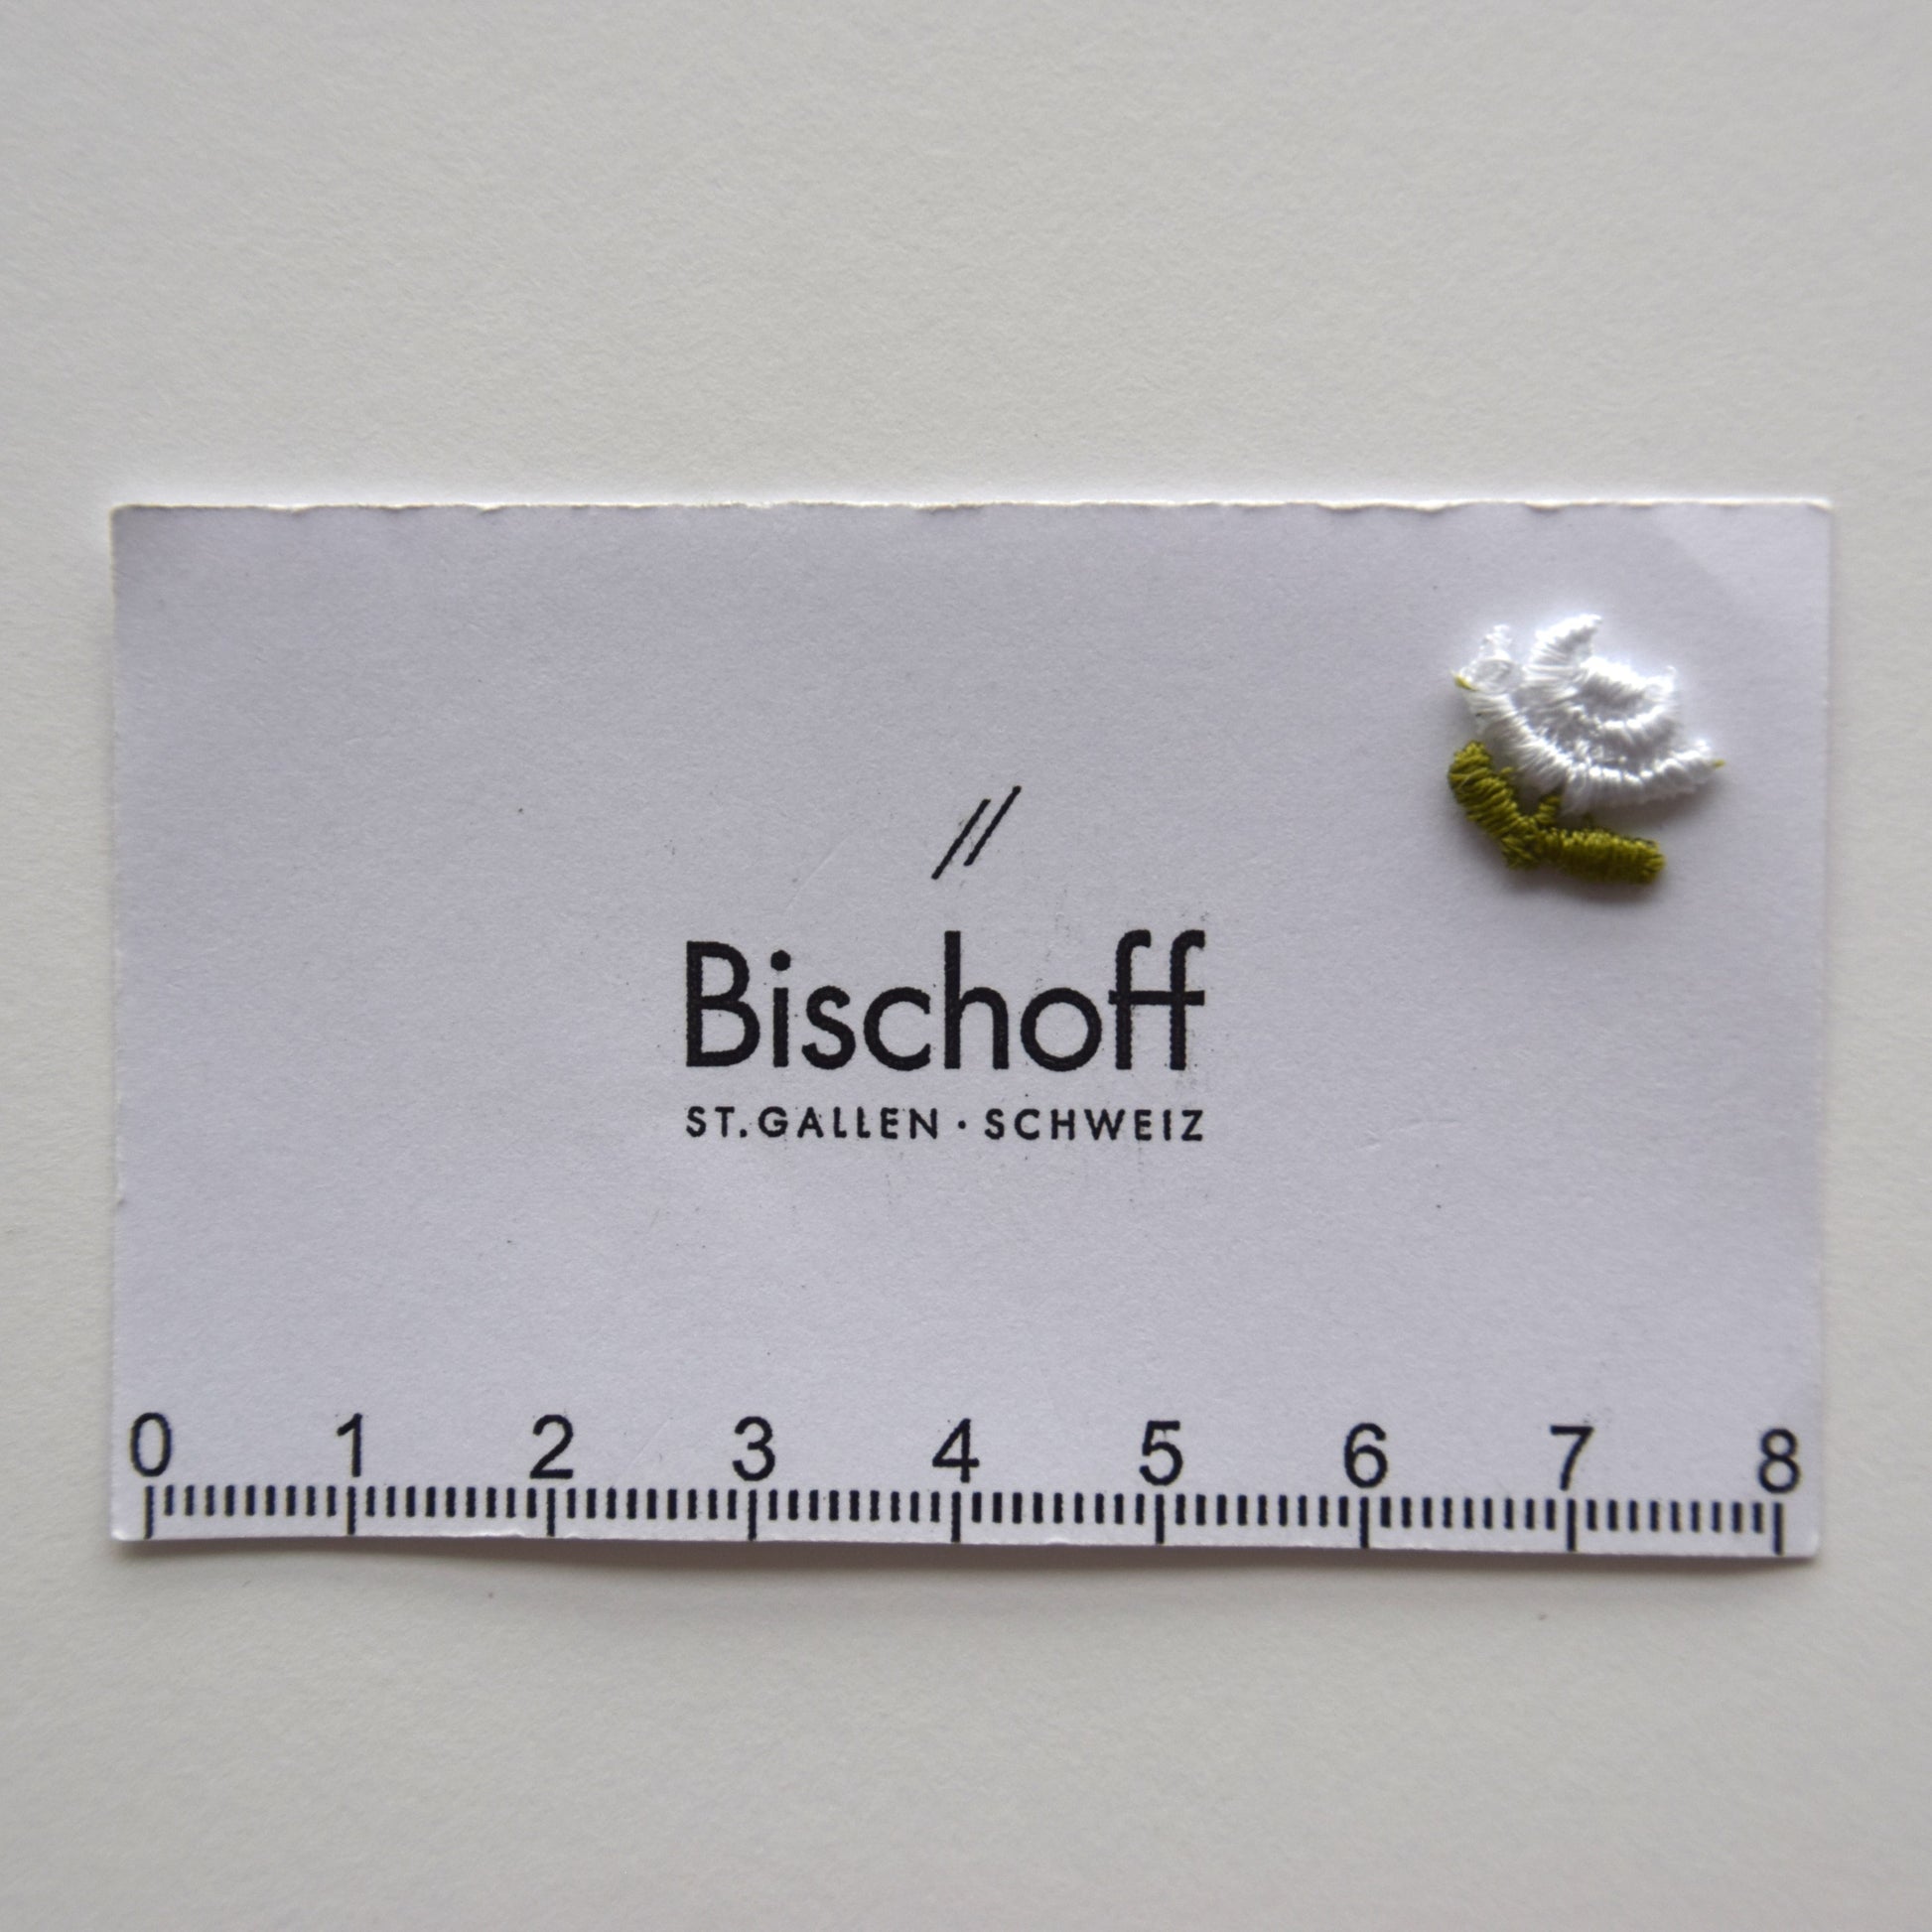 Bischoff
ST. GALLEN · SCHWEIZ
0 1 2 3 4 5 6 7 8